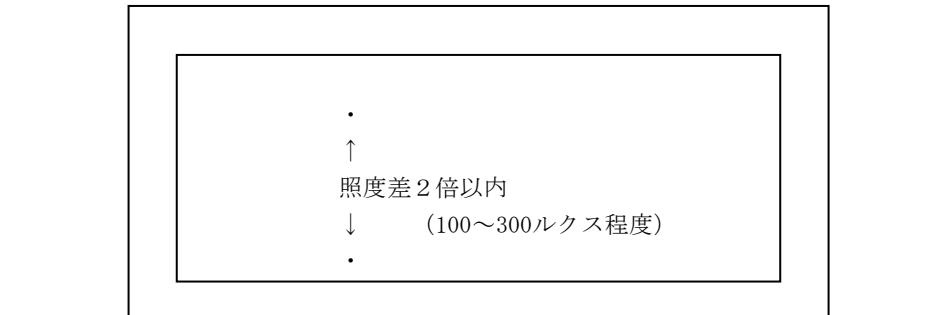 ・
↑
照度差２倍以内
↓　　（100～300ルクス程度）
・